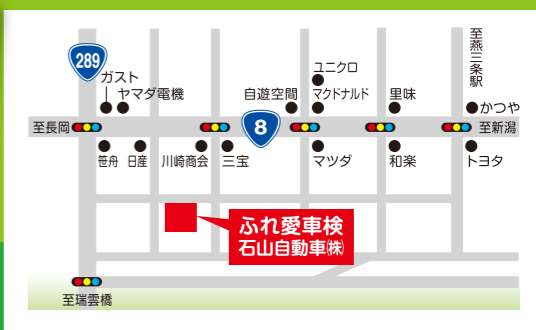 289
至燕三条駅
ガスト
ヤマダ電機
ユニクロ
自遊空間
マクドナルド
里味
かつや
至長岡
8
至新潟
笹舟
日産
川崎商会
三宝
マツダ
和楽
トヨタ
ふれ愛車検
石山自動車㈱
至瑞雲橋